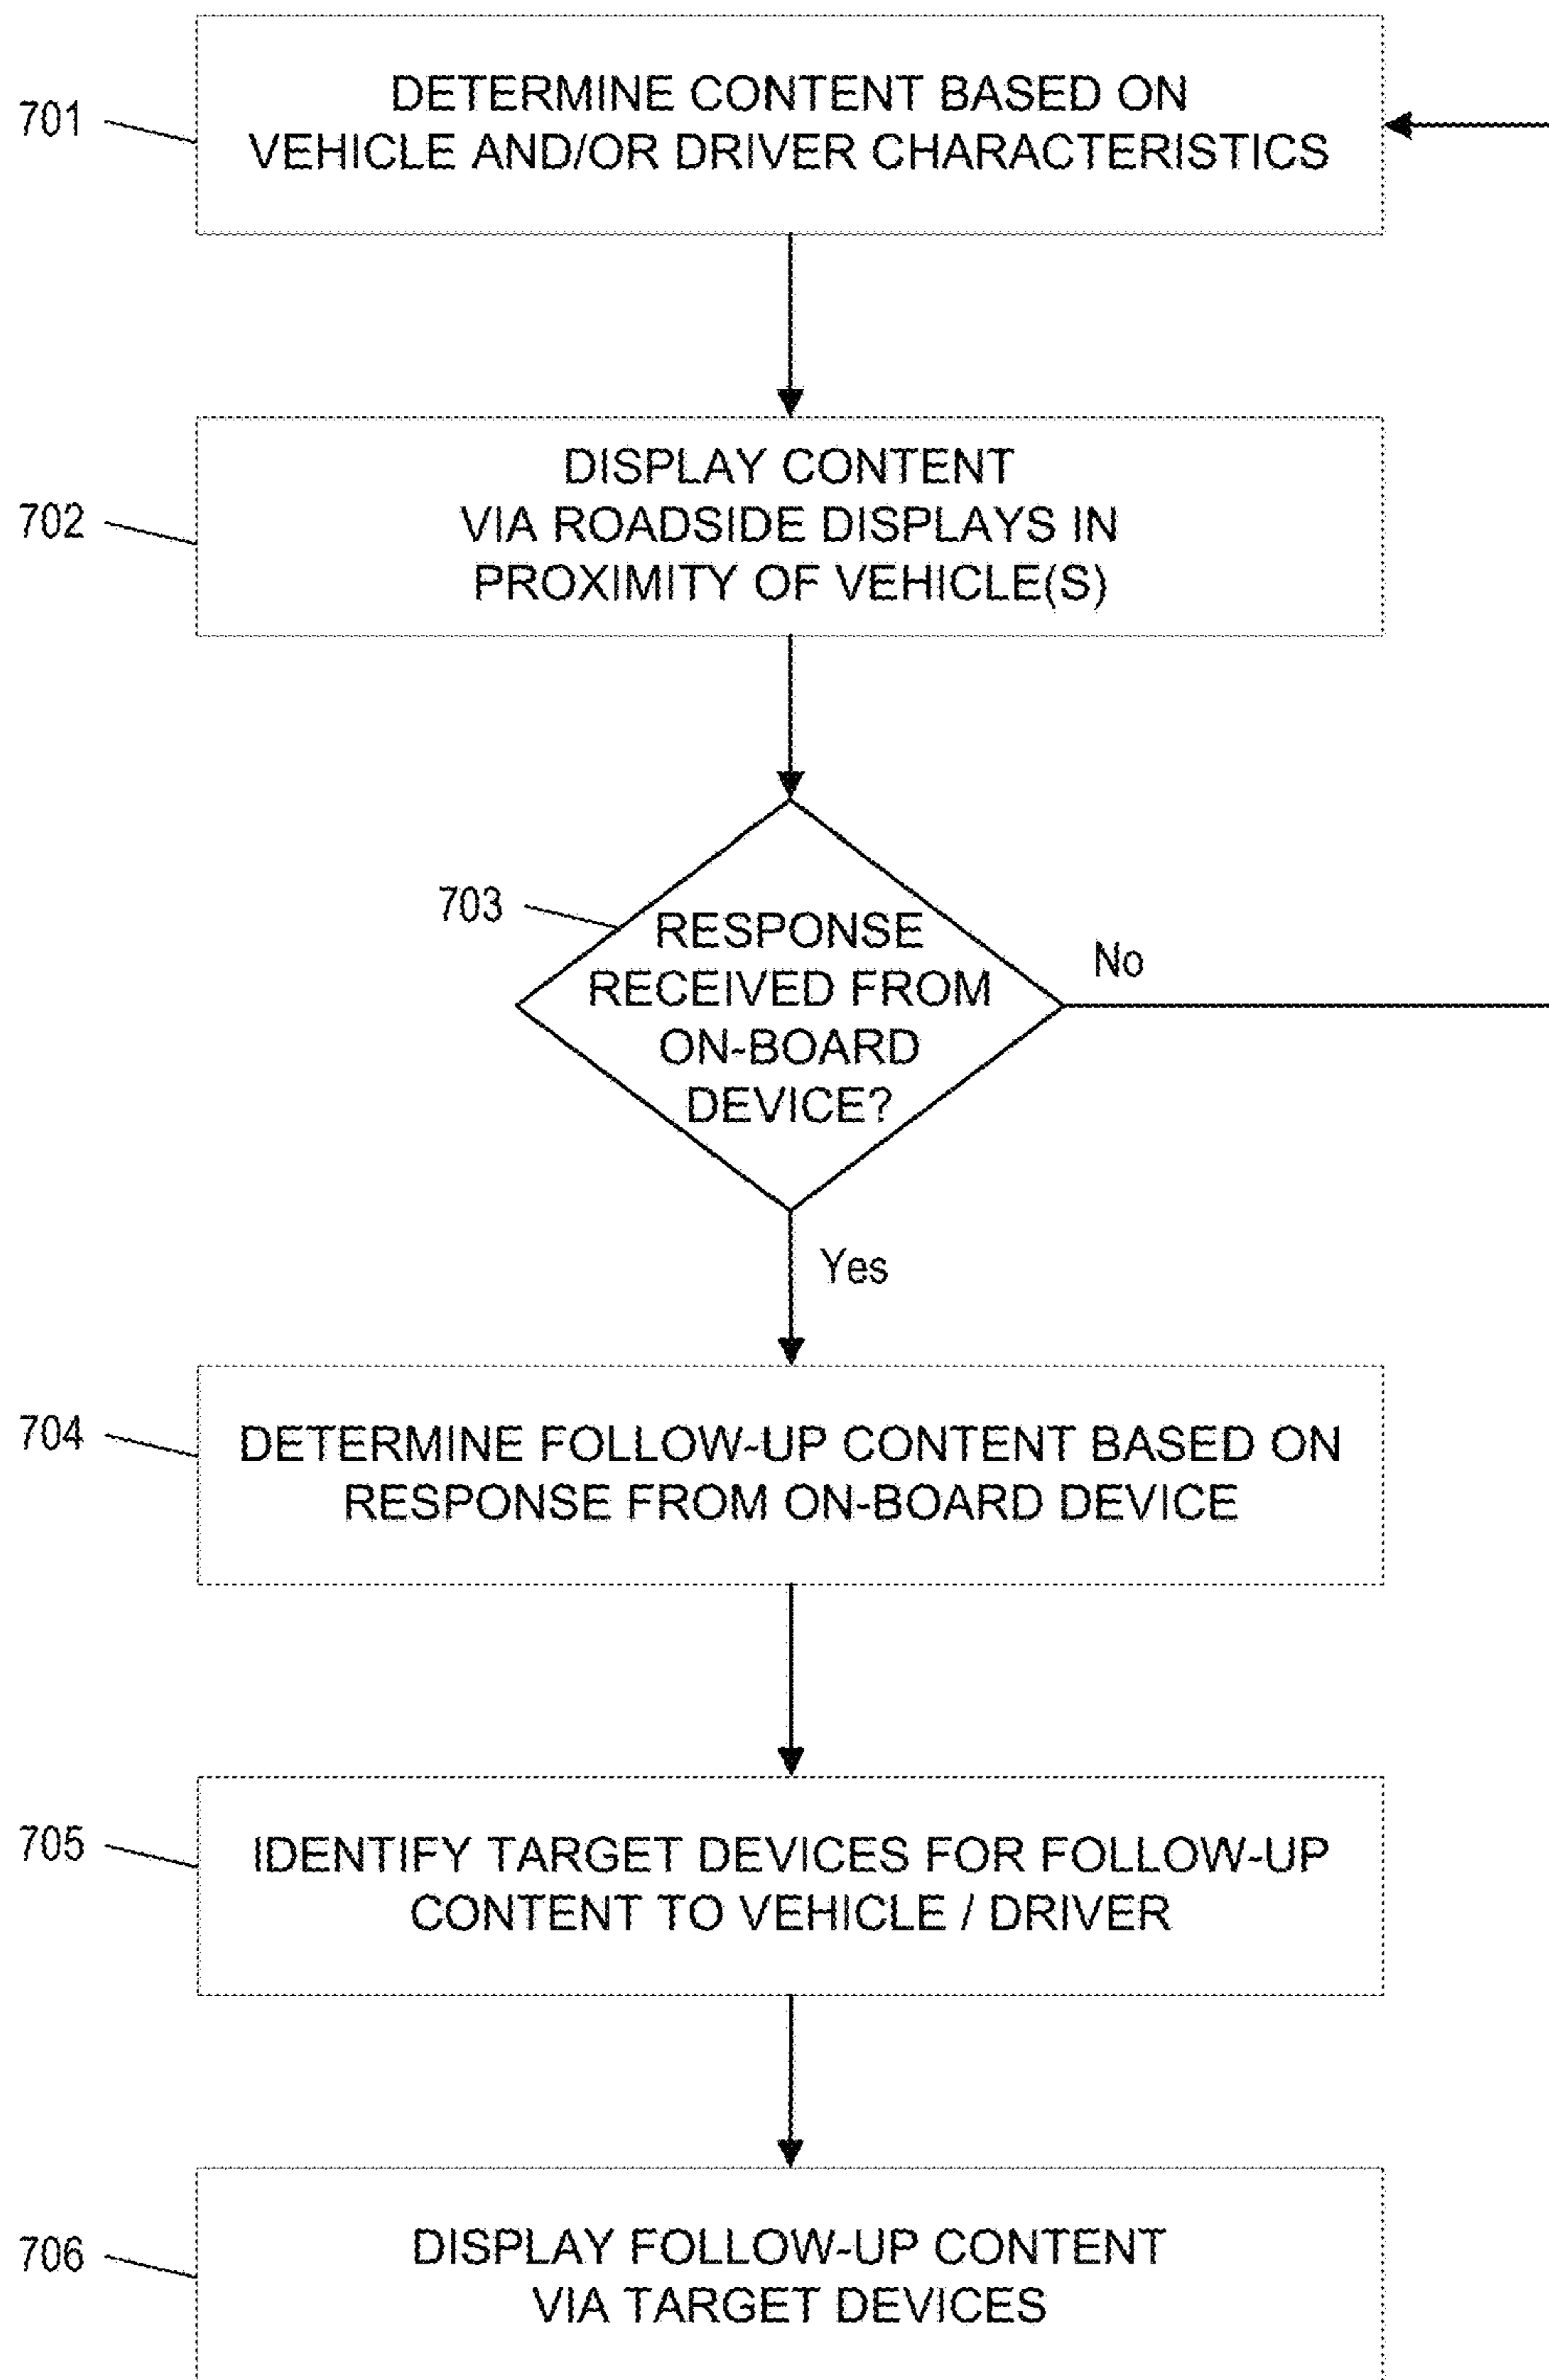 701
DETERMINE CONTENT BASED ON
VEHICLE AND/OR DRIVER CHARACTERISTICS
702
DISPLAY CONTENT
VIA ROADSIDE DISPLAYS IN
PROXIMITY OF VEHICLE(S)
703
RESPONSE
RECEIVED FROM
ON-BOARD
DEVICE?
No
Yes
704
DETERMINE FOLLOW-UP CONTENT BASED ON
RESPONSE FROM ON-BOARD DEVICE
705
IDENTIFY TARGET DEVICES FOR FOLLOW-UP
CONTENT TO VEHICLE / DRIVER
706
DISPLAY FOLLOW-UP CONTENT
VIA TARGET DEVICES